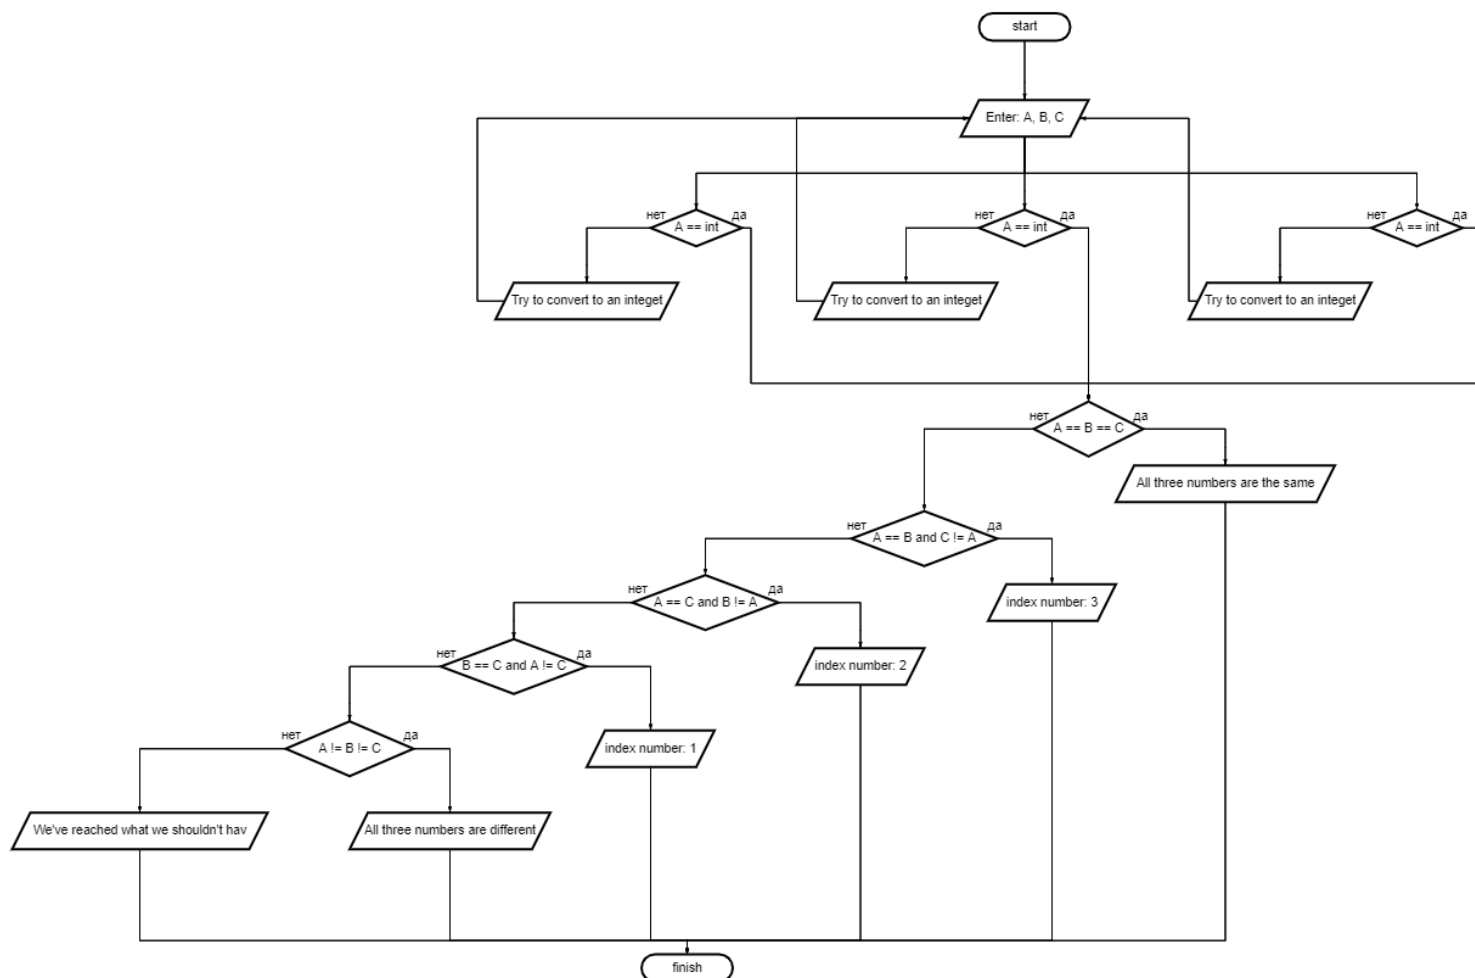 start
Enter: A, B, C
нет
да
A == int
нет
да
A == int
нет
да
A == int
Try to convert to an integet
Try to convert to an integet
Try to convert to an integet
нет
да
A == B == C
All three numbers are the same
нет
да
A == B and C != A
нет
да
A == C and B != A
index number: 3
нет
да
B == C and A != C
index number: 2
нет
да
A != B != C
index number: 1
We've reached what we shouldn't hav
All three numbers are different
finish